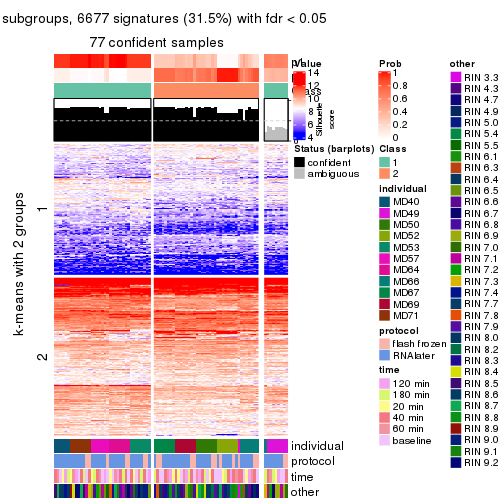 subgroups, 6677 signatures (31.5%) with fdr < 0.05
77 confident samples
k-means with 2 groups
1
2
Value
14
12
10
8
6
4
Silhouette
score
Status (barplots)
confident
ambiguous
individual
protocol
time
other
Prob
1
0.8
0.6
0.4
0.2
0
Class
1
2
individual
MD40
MD49
MD50
MD52
MD53
MD57
MD64
MD66
MD67
MD69
MD71
protocol
flash frozen
RNAlater
time
120 min
180 min
20 min
40 min
60 min
baseline
other
RIN 3.3
RIN 4.3
RIN 4.7
RIN 4.9
RIN 5.0
RIN 5.4
RIN 5.5
RIN 6.1
RIN 6.3
RIN 6.4
RIN 6.5
RIN 6.6
RIN 6.7
RIN 6.8
RIN 6.9
RIN 7.0
RIN 7.1
RIN 7.2
RIN 7.3
RIN 7.4
RIN 7.7
RIN 7.8
RIN 7.9
RIN 8.0
RIN 8.2
RIN 8.3
RIN 8.4
RIN 8.5
RIN 8.6
RIN 8.7
RIN 8.8
RIN 8.9
RIN 9.0
RIN 9.1
RIN 9.2